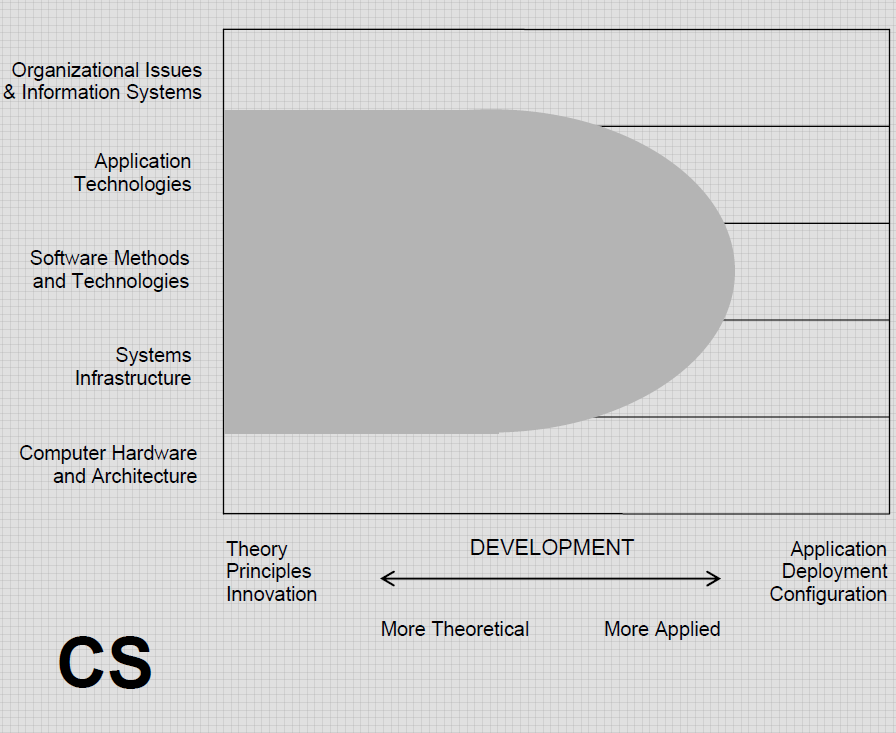 Organizational Issues
& Information Systems
Application
Technologies
Software Methods
and Technologies
Systems
Infrastructure
Computer Hardware
and Architecture
Theory
Principles
Innovation
DEVELOPMENT
More Theoretical
More Applied
Application
Deployment
Configuration
CS